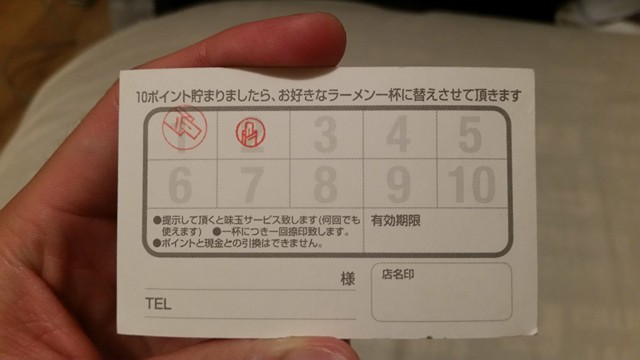 10ポイント貯まりましたら、お好きなラーメン一杯に替えさせて頂きます
1 2 3 4 5
6 7 8 9 10
●提示して頂くと味玉サービス致します(何回でも
使えます) ●一杯につき一回捺印致します。
●ポイントと現金との引換はできません。
有効期限
様
TEL
店名印